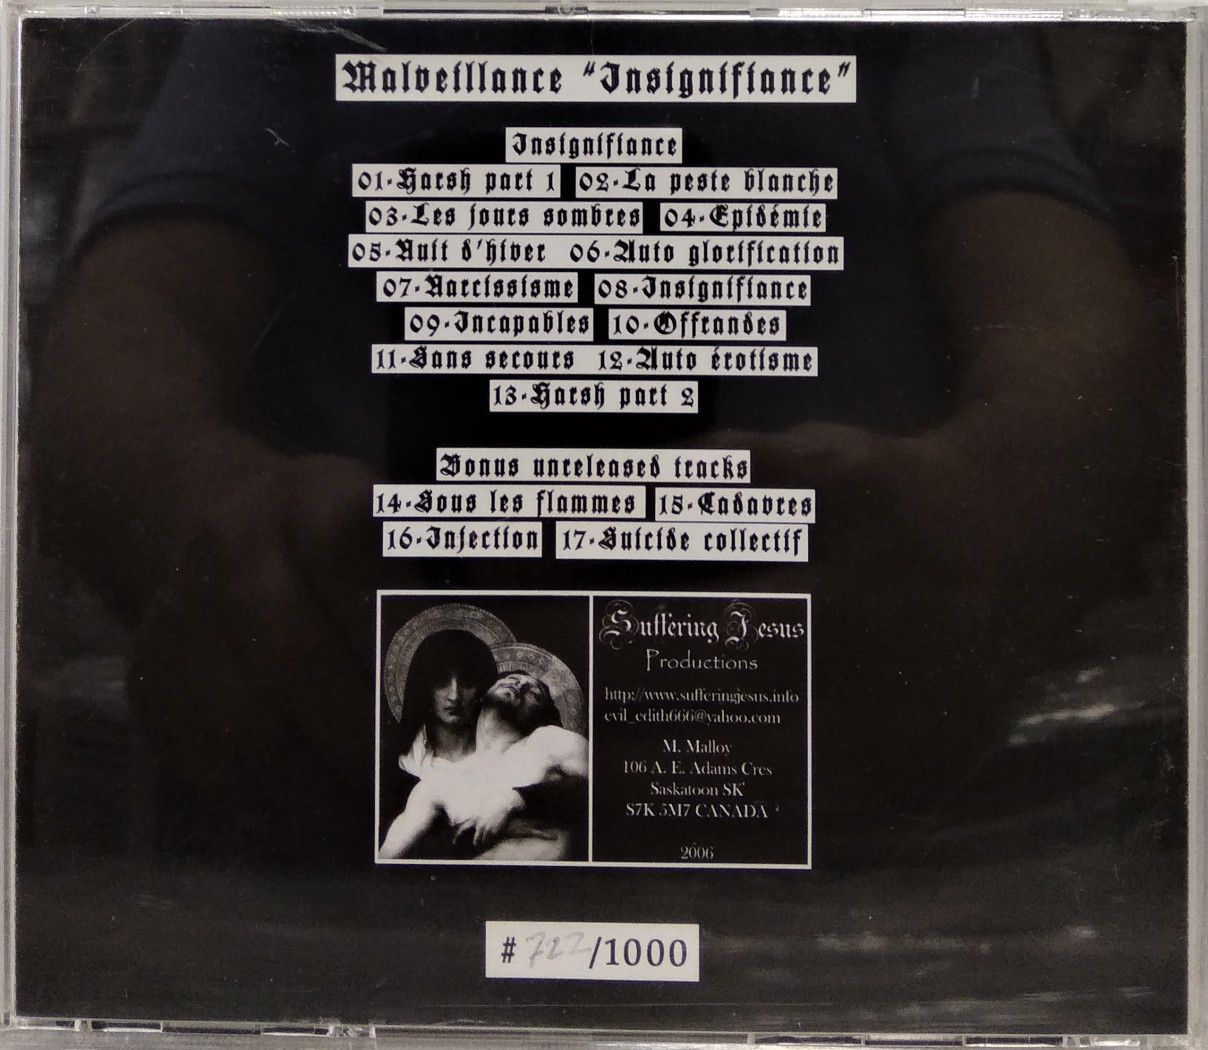 Malveillance "Insignifiance"
Insignifiance
01-Harsh part 1 02-La peste blanche
03-Les jours sombres 04-Epidémie
05-Nuit d'hiver 06-Auto glorification
07-Narcissisme 08-Insignifiance
09-Incapables 10-Offrandes
11-Sans secours 12-Auto érotisme
13-Harsh part 2
Bonus unreleased tracks
14-Sous les flammes 15-Cadavres
16-Injection 17-Suicide collectif
Suffering Jesus
Productions
http://www.sufferingjesus.info
evil_edith666@yahoo.com
M. Malloy
106 A. E. Adams Cres
Saskatoon SK
S7K 5M7 CANADA
2006
# 722/1000